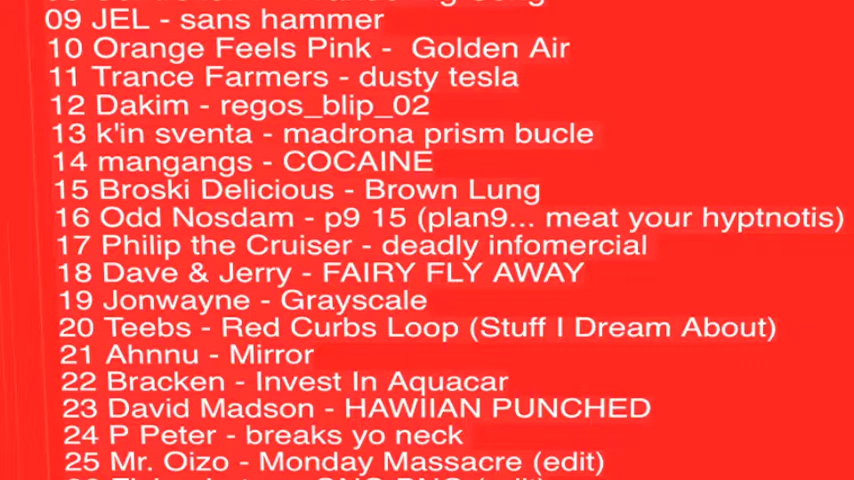 09 JEL - sans hammer
10 Orange Feels Pink - Golden Air
11 Trance Farmers - dusty tesla
12 Dakim - regos_blip_02
13 k'in sventa - madrona prism bucle
14 mangangs - COCAINE
15 Broski Delicious - Brown Lung
16 Odd Nosdam - p9 15 (plan9... meat your hyptnotis)
17 Philip the Cruiser - deadly infomercial
18 Dave & Jerry - FAIRY FLY AWAY
19 Jonwayne - Grayscale
20 Teebs - Red Curbs Loop (Stuff I Dream About)
21 Ahnnu - Mirror
22 Bracken - Invest In Aquacar
23 David Madson - HAWIIAN PUNCHED
24 P Peter - breaks yo neck
25 Mr. Oizo - Monday Massacre (edit)